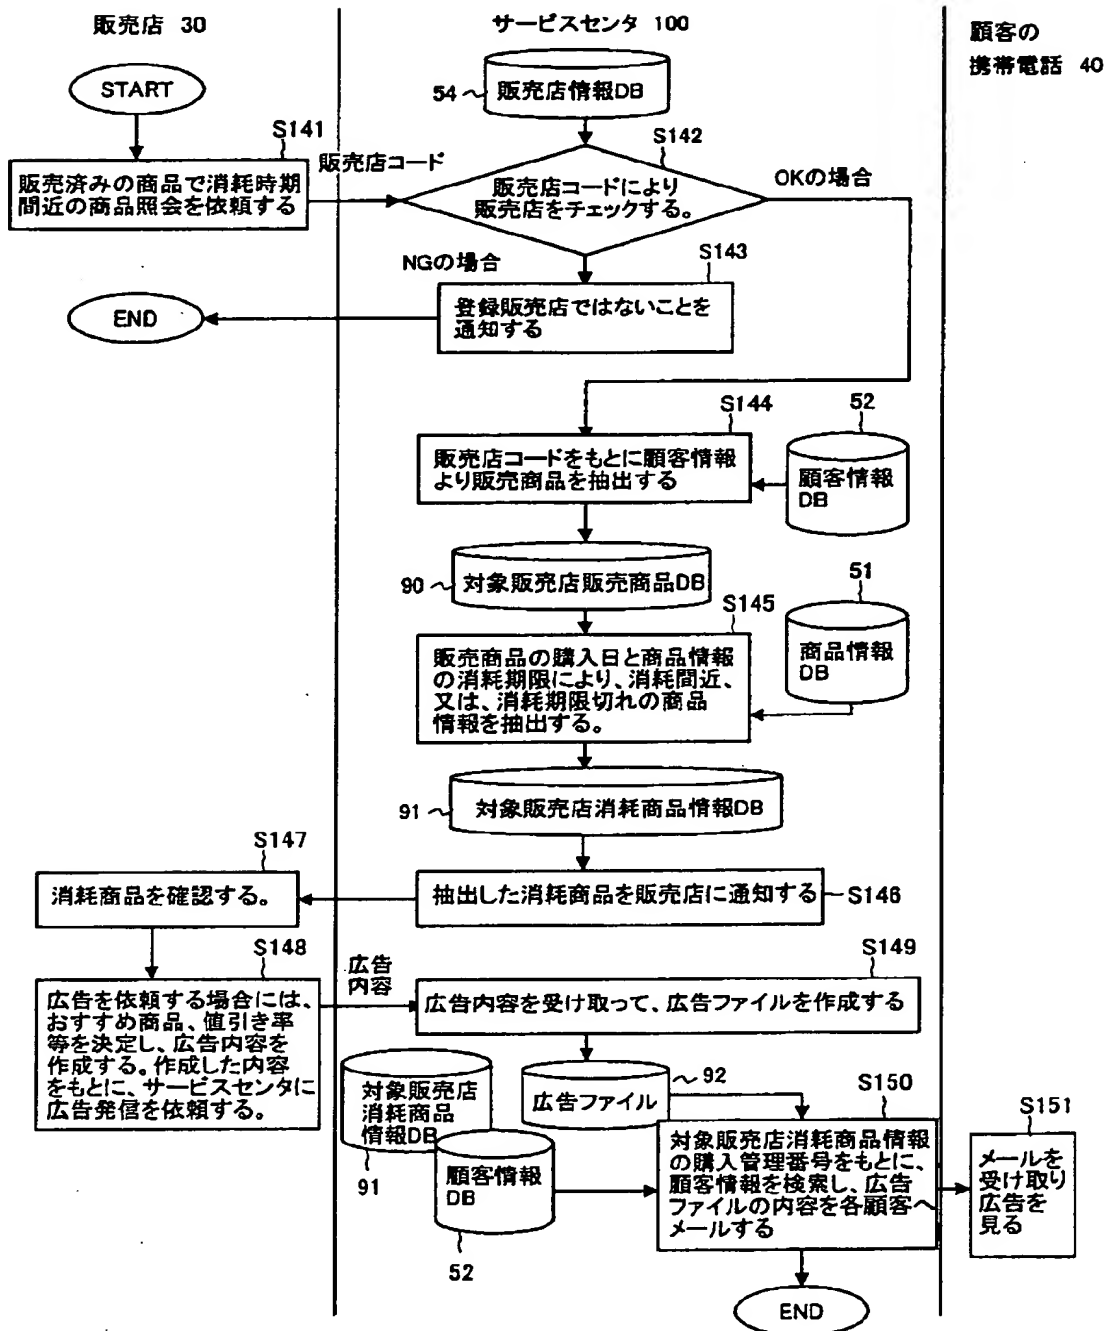 販売店 30
サービスセンタ 100
顧客の
携帯電話 40
START
54
販売店情報DB
S141
販売店コード
S142
販売済みの商品で消耗時期
間近の商品照会を依頼する
販売店コードにより
販売店をチェックする。
OKの場合
NGの場合
S143
END
登録販売店ではないことを
通知する
S144
52
販売店コードをもとに顧客情報
より販売商品を抽出する
顧客情報
DB
90
対象販売店販売商品DB
S145
51
販売商品の購入日と商品情報
の消耗期限により、消耗間近、
又は、消耗期限切れの商品
情報を抽出する。
商品情報
DB
91
対象販売店消耗商品情報DB
S147
消耗商品を確認する。
抽出した消耗商品を販売店に通知する
S146
S148
広告
内容
S149
広告を依頼する場合には、
おすすめ商品、値引き率
等を決定し、広告内容を
作成する。作成した内容
をもとに、サービスセンタに
広告発信を依頼する。
広告内容を受け取って、広告ファイルを作成する
対象販売店
消耗商品
情報DB
91
広告ファイル
92
S150
顧客情報
DB
52
対象販売店消耗商品情報
の購入管理番号をもとに、
顧客情報を検索し、広告
ファイルの内容を各顧客へ
メールする
S151
メールを
受け取り
広告を
見る
END